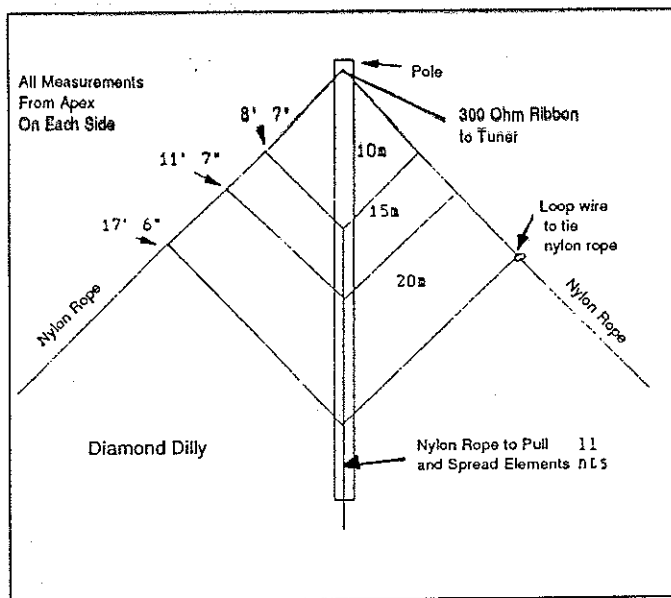 All Measurements
From Apex
On Each Side
Pole
300 Ohm Ribbon
to Tuner
8' 7"
10m
11' 7"
15m
Loop wire
to tie
nylon rope
17' 6"
20m
Nylon Rope
Nylon Rope
Diamond Dilly
Nylon Rope to Pull 11
and Spread Elements